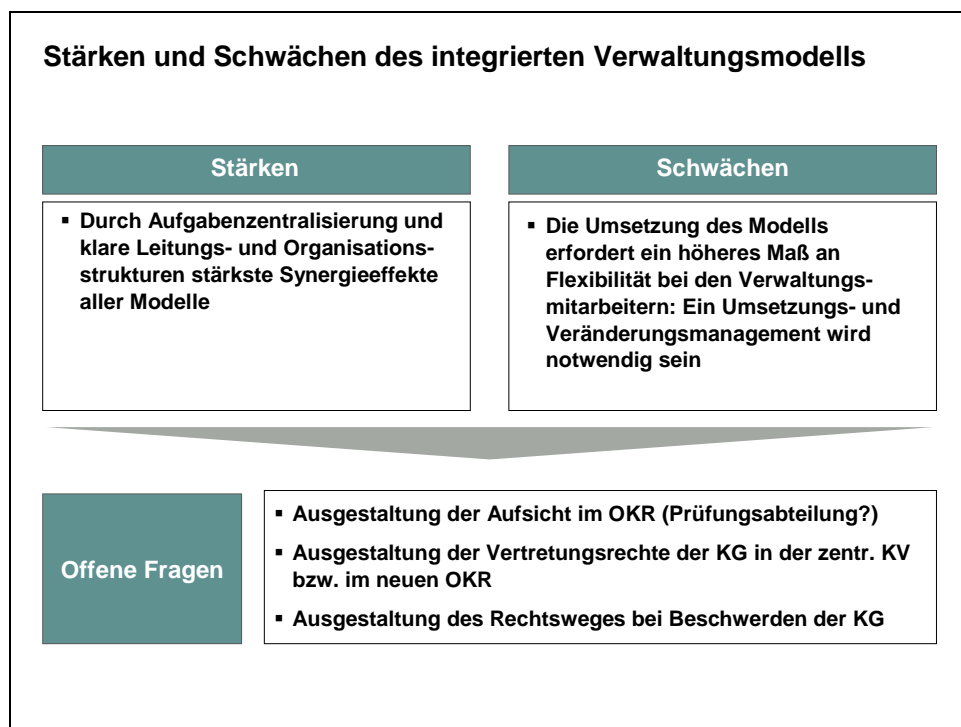 Stärken und Schwächen des integrierten Verwaltungsmodells
Stärken
▪ Durch Aufgabenzentralisierung und
klare Leitungs- und Organisations-
strukturen stärkste Synergieeffekte
aller Modelle
Schwächen
▪ Die Umsetzung des Modells
erfordert ein höheres Maß an
Flexibilität bei den Verwaltungs-
mitarbeitern: Ein Umsetzungs- und
Veränderungsmanagement wird
notwendig sein
Offene Fragen
▪ Ausgestaltung der Aufsicht im OKR (Prüfungsabteilung?)
▪ Ausgestaltung der Vertretungsrechte der KG in der zentr. KV
bzw. im neuen OKR
▪ Ausgestaltung des Rechtsweges bei Beschwerden der KG